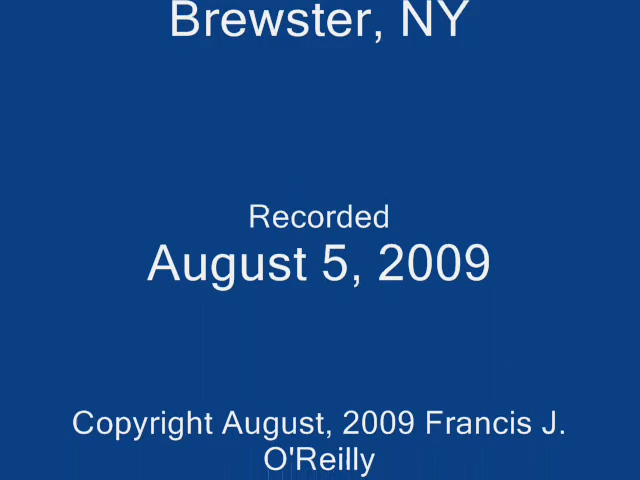 Brewster, NY
Recorded
August 5, 2009
Copyright August, 2009 Francis J.
O'Reilly